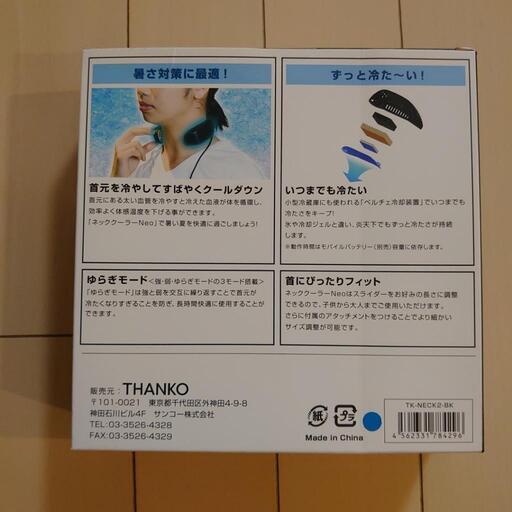 暑さ対策に最適！
首元を冷やしてすばやくクールダウン
首元にある太い血管を冷やすと冷えた血液が体を循環し、
効率よく体感温度を下げる事ができます。
「ネッククーラーNeo」で暑い夏を快適に過ごしましょう！
ずっと冷た～い！
いつまでも冷たい
小型冷蔵庫にも使われる「ペルチェ冷却装置」でいつまでも
冷たさをキープ！
氷や冷却ジェルと違い、炎天下でもずっと冷たさが持続
します。
※動作時間はモバイルバッテリー（別売）容量に依存します。
ゆらぎモード＜強・弱・ゆらぎモードの3モード搭載＞
「ゆらぎモード」は強と弱を交互に繰り返すことで首元が
冷たくなりすぎることを防ぎ、長時間快適に使用することが
できます。
首にぴったりフィット
ネッククーラーNeoはスライダーをお好みの長さに調整
できるので、子供から大人までご使用いただけます。
さらに付属のアタッチメントをつけることでより細かい
サイズ調整が可能です。
販売元：THANKO
〒101-0021　東京都千代田区外神田4-9-8
神田石川ビル4F　サンコー株式会社
TEL:03-3526-4328
FAX:03-3526-4329
紙
プラ
Made in China
TK-NECK2-BK
4 562331 784296